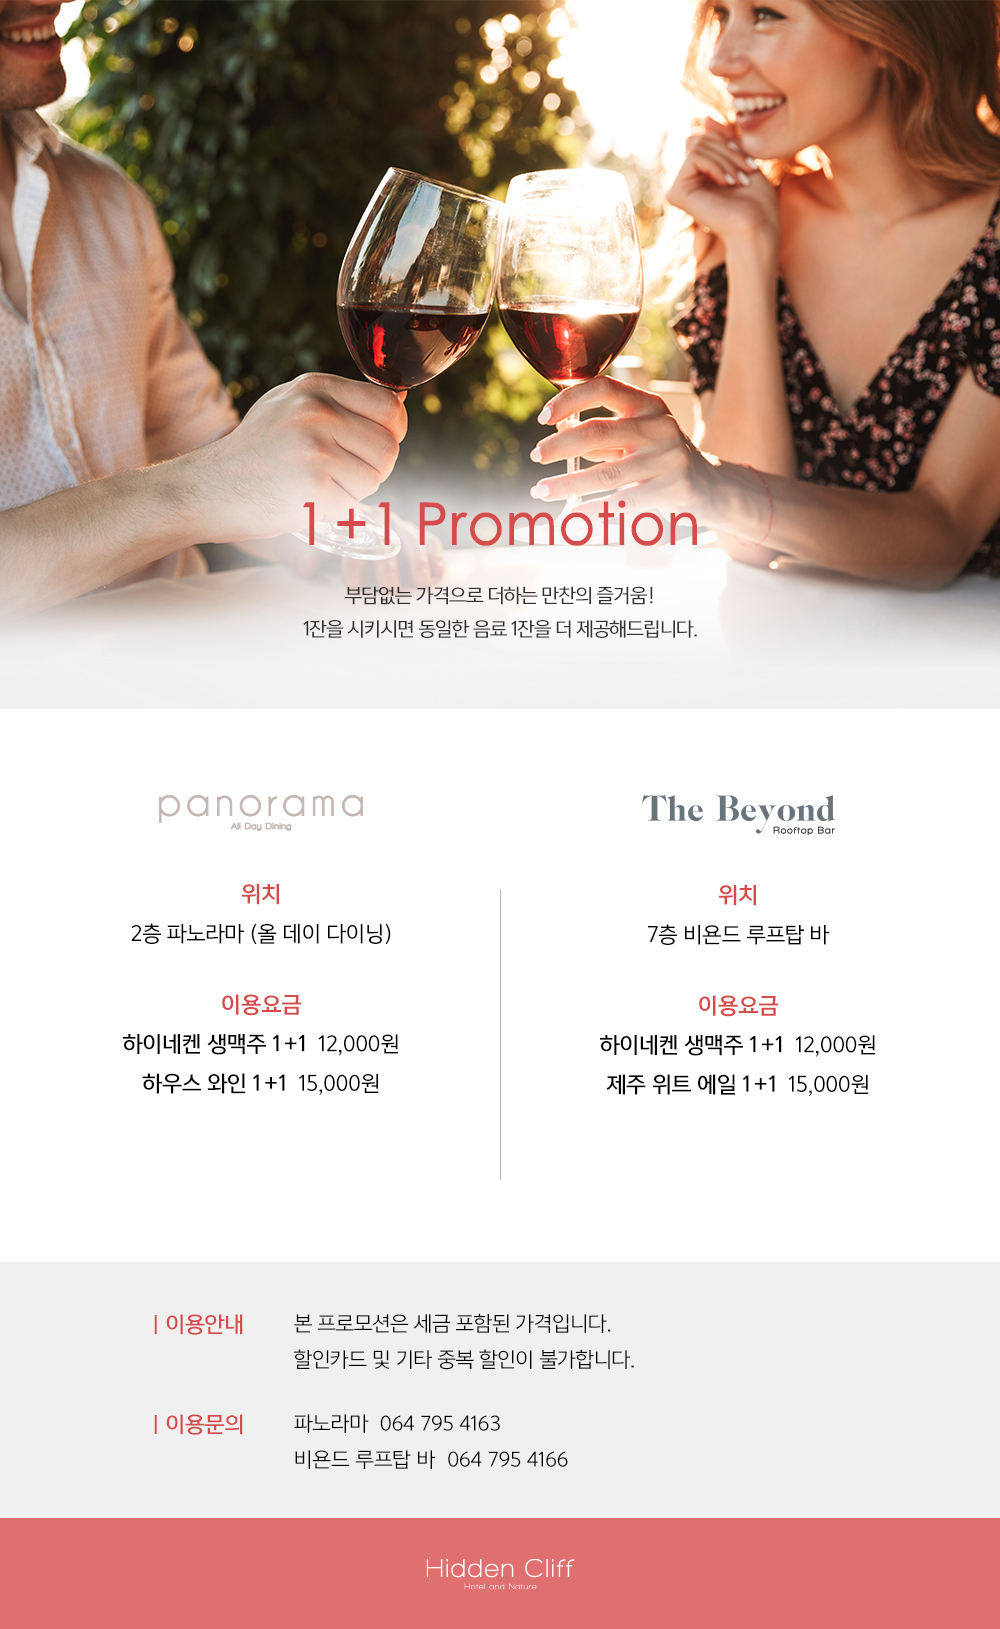 1+1 Promotion
부담없는 가격으로 더하는 만찬의 즐거움!
1잔을 시키시면 동일한 음료 1잔을 더 제공해드립니다.
panorama
All Day Dining
위치
2층 파노라마 (올 데이 다이닝)
이용요금
하이네켄 생맥주 1+1 12,000원
하우스 와인 1+1 15,000원
The Beyond
Rooftop Bar
위치
7층 비욘드 루프탑 바
이용요금
하이네켄 생맥주 1+1 12,000원
제주 위트 에일 1+1 15,000원
| 이용안내 본 프로모션은 세금 포함된 가격입니다.
할인카드 및 기타 중복 할인이 불가합니다.
| 이용문의 파노라마 064 795 4163
비욘드 루프탑 바 064 795 4166
Hidden Cliff
Hotel and Nature